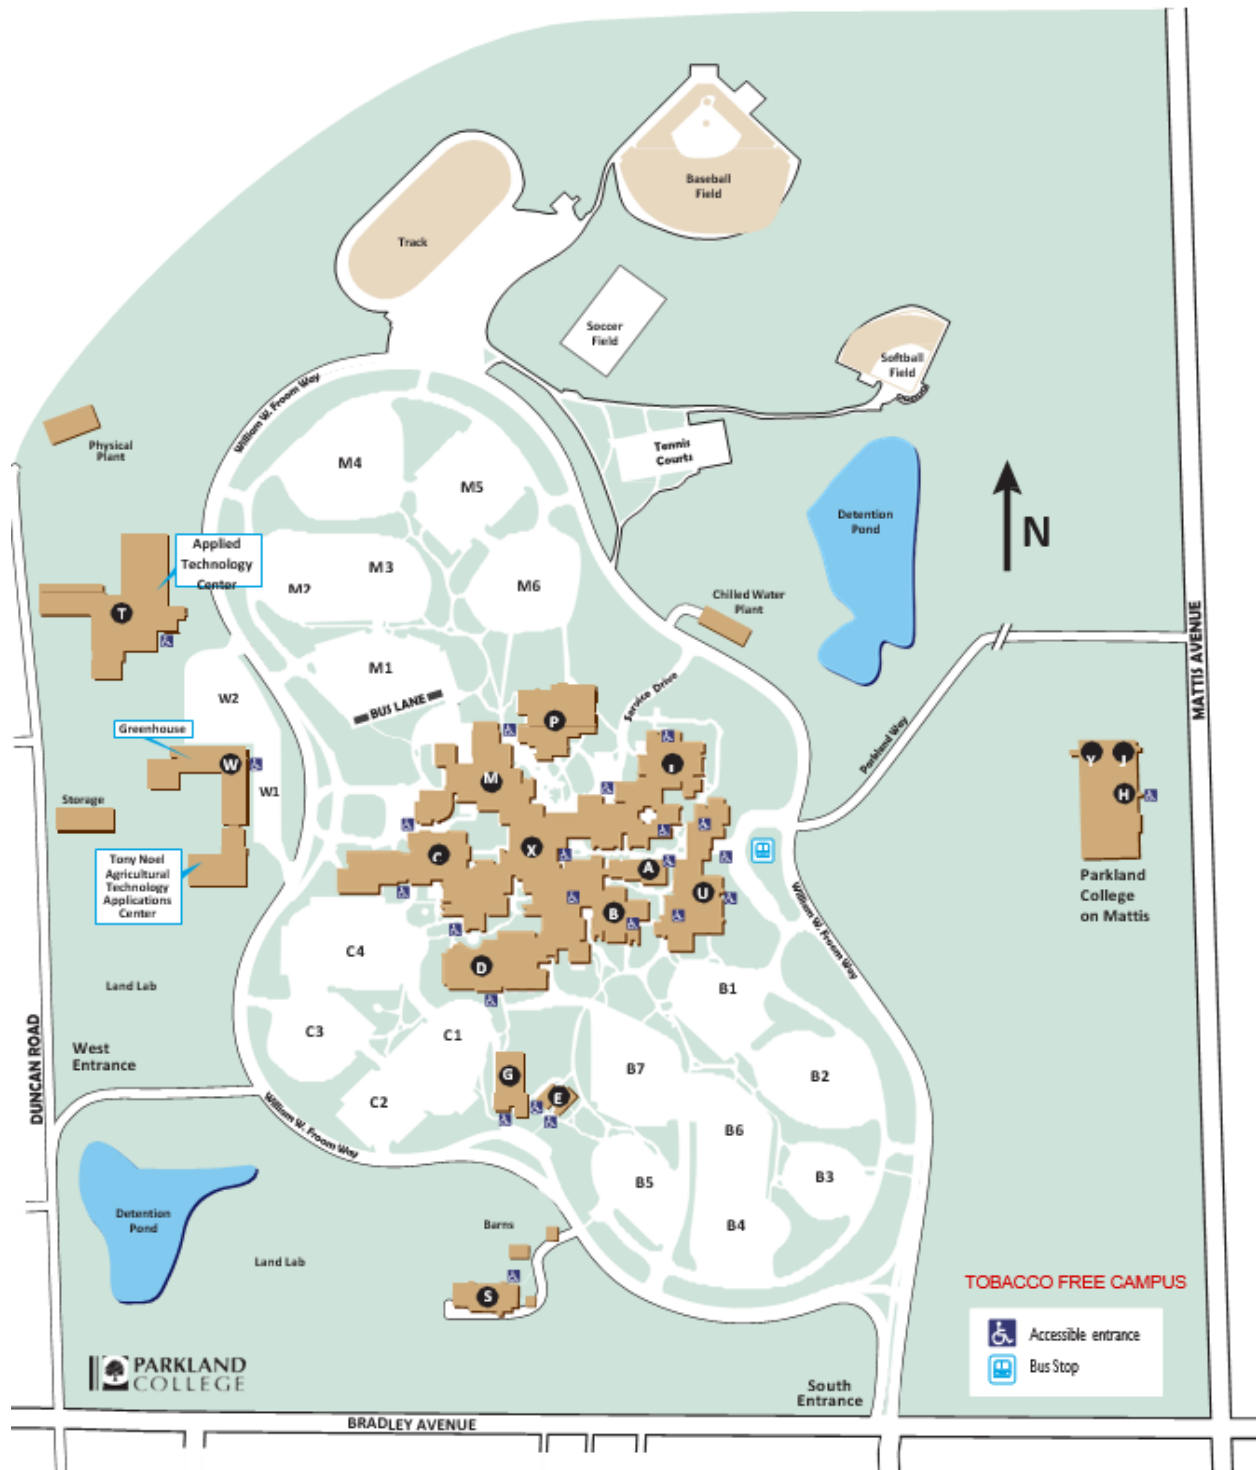 Baseball
Field
Track
Soccer
Field
Softball
Field
William W. Froom Way
Physical
Plant
Tennis
Courts
M4
M5
Detention
Pond
N
Applied
Technology
Center
M3
M2
M6
T
Chilled Water
Plant
MATTIS AVENUE
M1
BUS LANE
W2
Service Drive
P
Greenhouse
Parkland Way
W
M
L
Y
J
H
W1
Storage
C
X
A
Tony Noel
Agricultural
Technology
Applications
Center
U
B
Parkland
College
on Mattis
William W. Froom Way
C4
D
B1
Land Lab
C3
C1
DUNCAN ROAD
West
Entrance
G
E
B7
B2
C2
William W. Froom Way
B6
B5
B3
Detention
Pond
Barns
B4
Land Lab
S
TOBACCO FREE CAMPUS
Accessible entrance
Bus Stop
PARKLAND
COLLEGE
South
Entrance
BRADLEY AVENUE